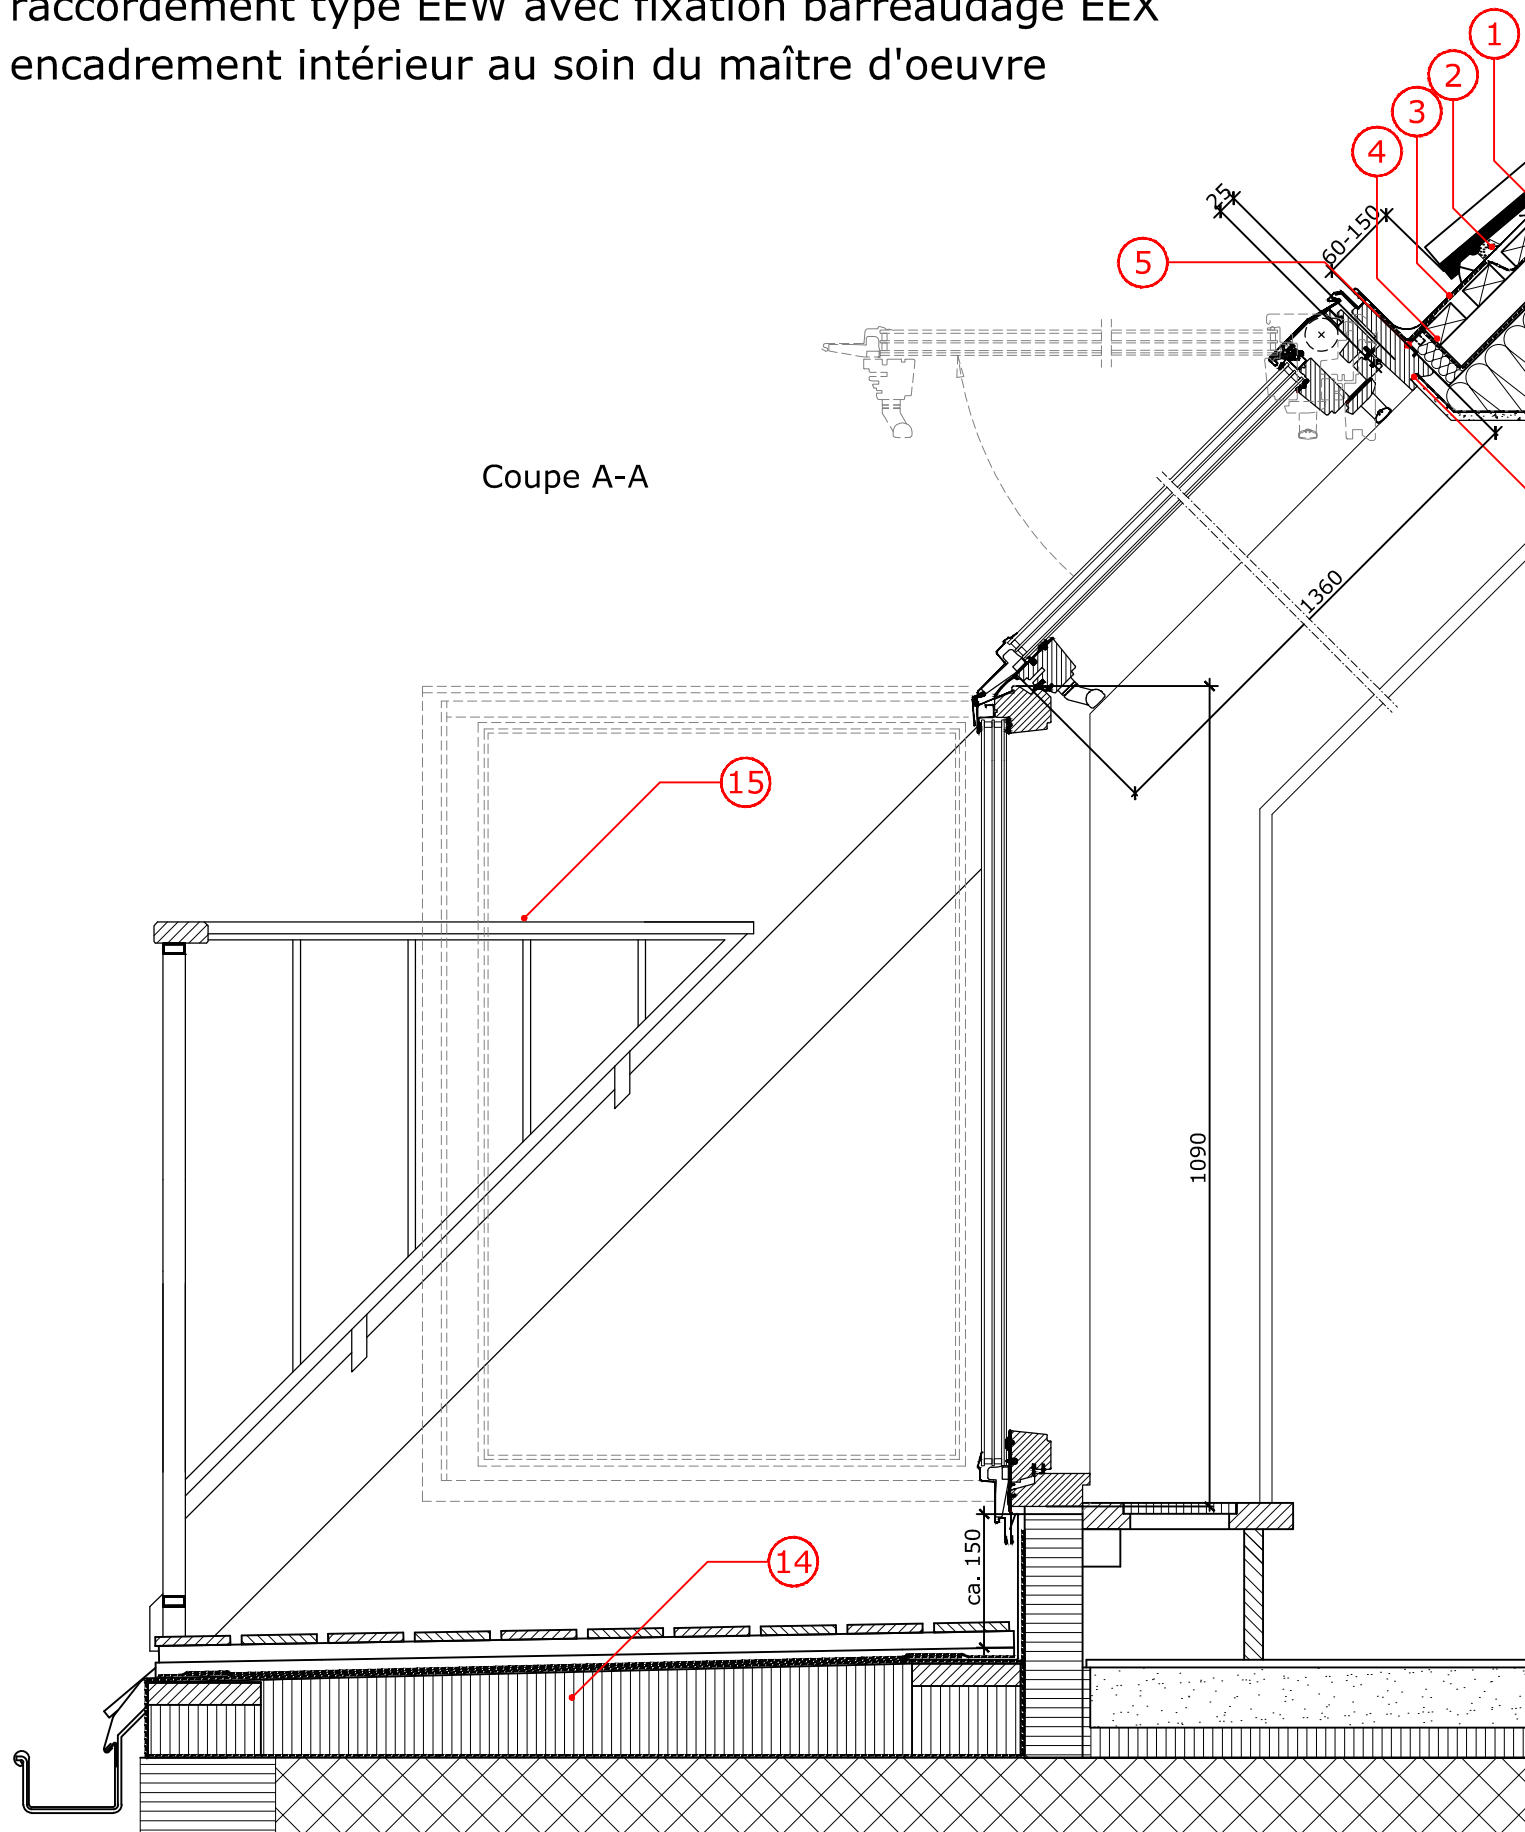 raccordement type EEW avec fixation barreaudage EEX
encadrement intérieur au soin du maître d'oeuvre
1
2
3
4
25
60-150
5
Coupe A-A
1360
15
1090
ca. 150
14